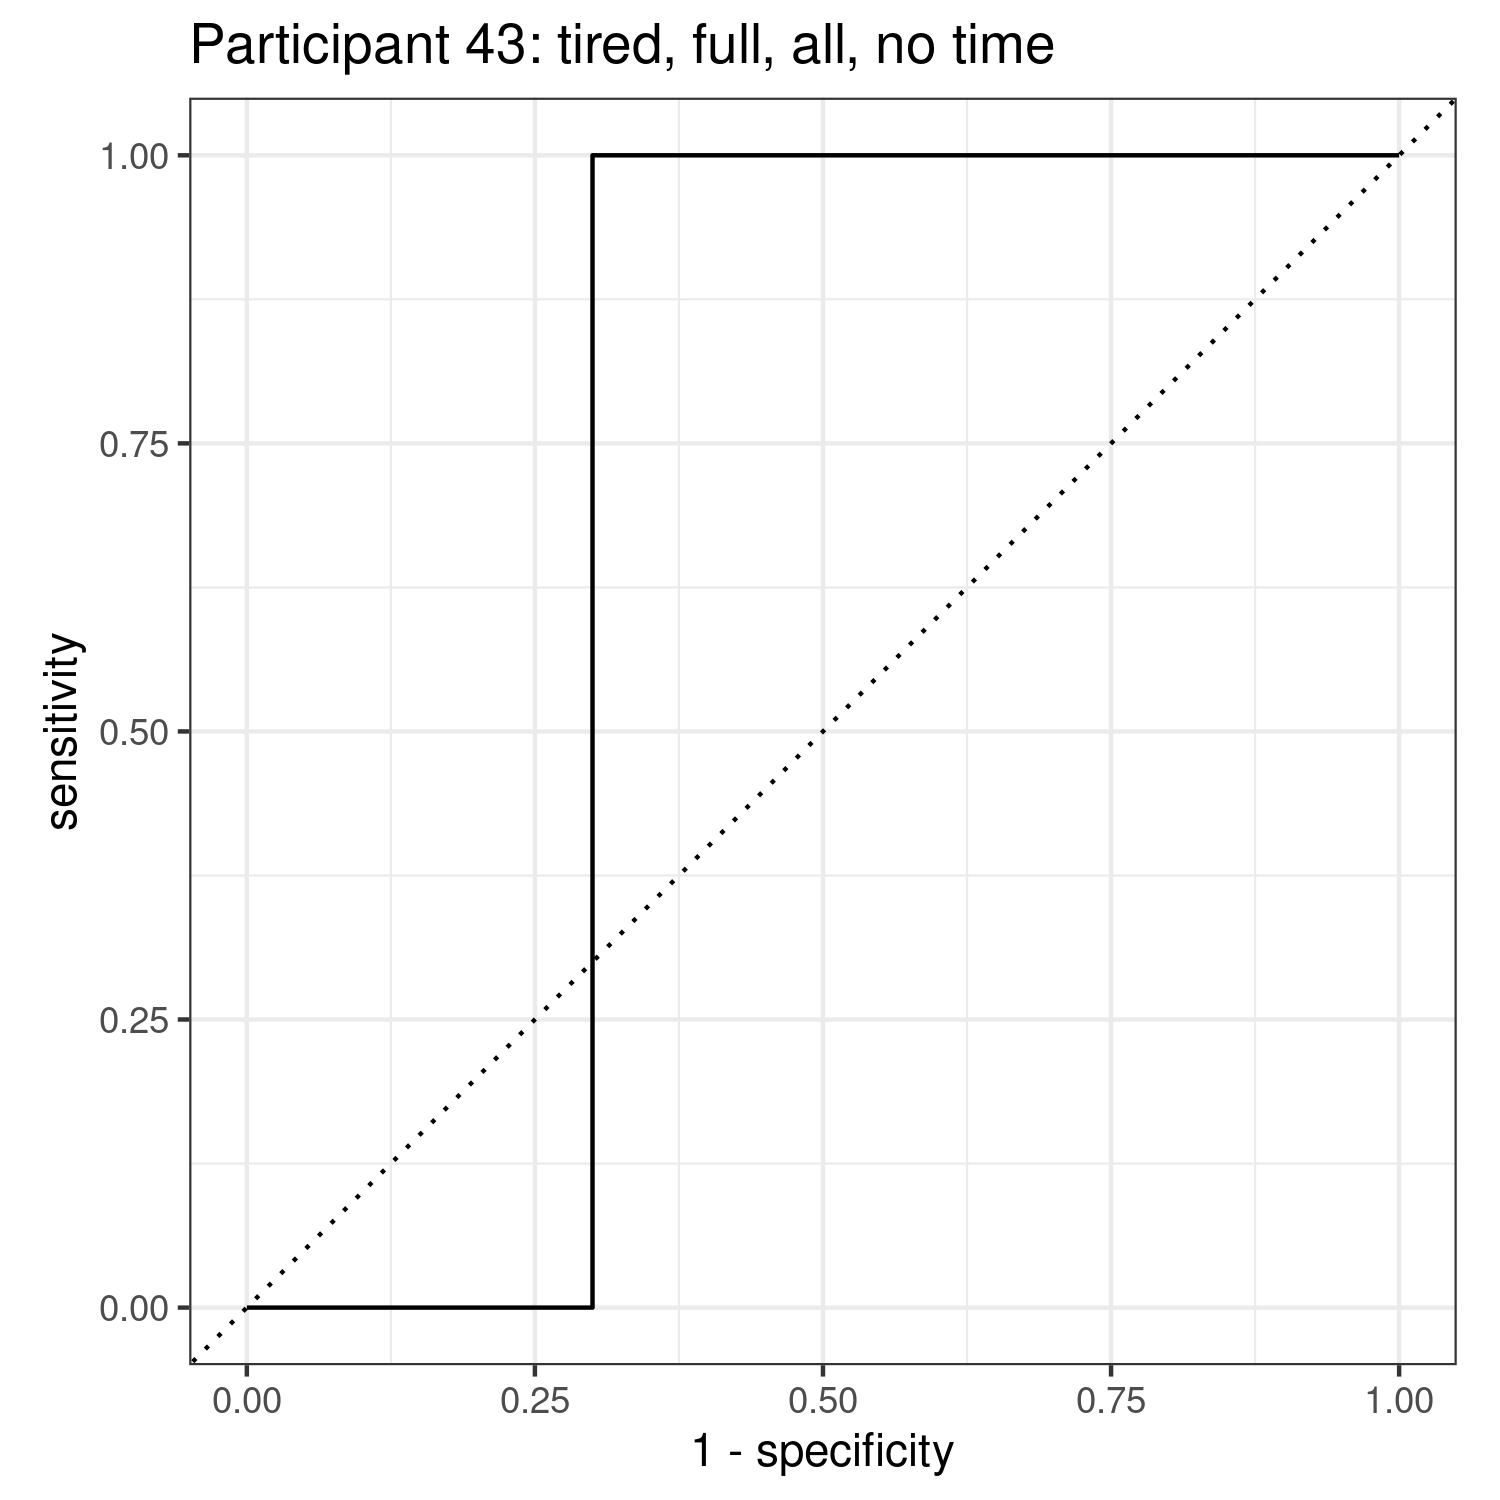 Participant 43: tired, full, all, no time
1.00
0.75
0.50
0.25
0.00
sensitivity
0.00 0.25 0.50 0.75 1.00
1 - specificity